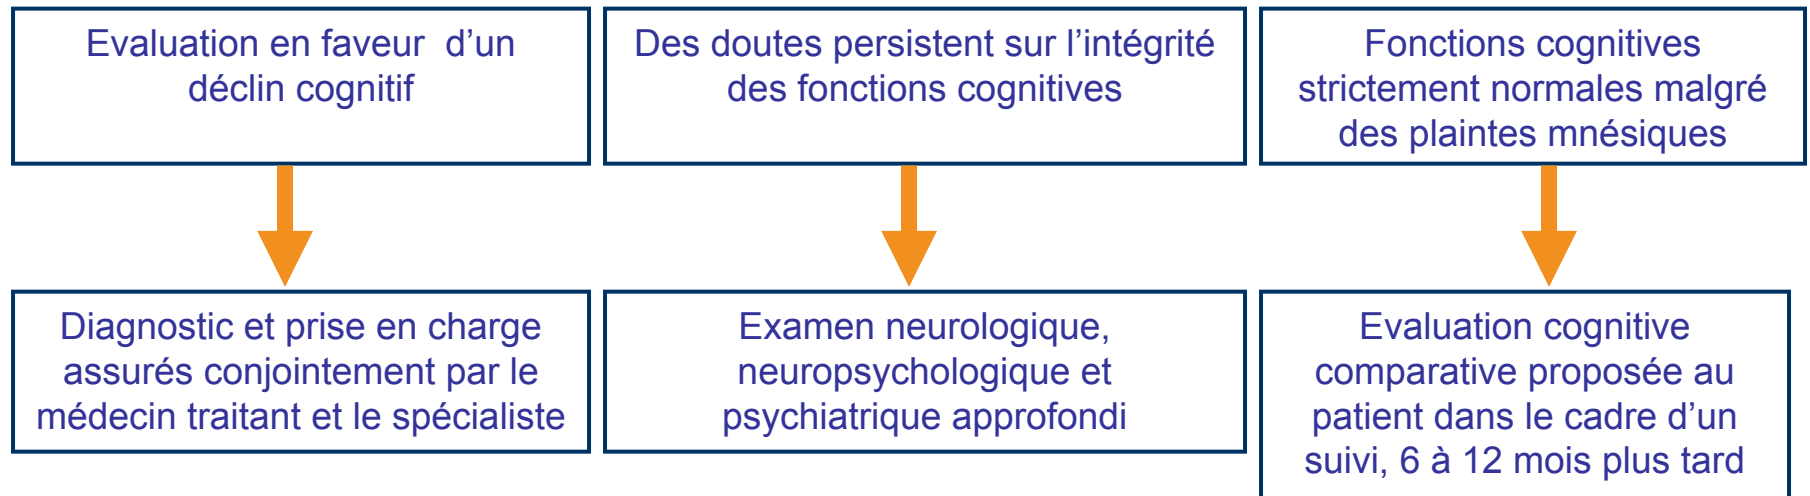 Evaluation en faveur d’un
déclin cognitif
Des doutes persistent sur l’intégrité
des fonctions cognitives
Fonctions cognitives
strictement normales malgré
des plaintes mnésiques
Diagnostic et prise en charge
assurés conjointement par le
médecin traitant et le spécialiste
Examen neurologique,
neuropsychologique et
psychiatrique approfondi
Evaluation cognitive
comparative proposée au
patient dans le cadre d’un
suivi, 6 à 12 mois plus tard